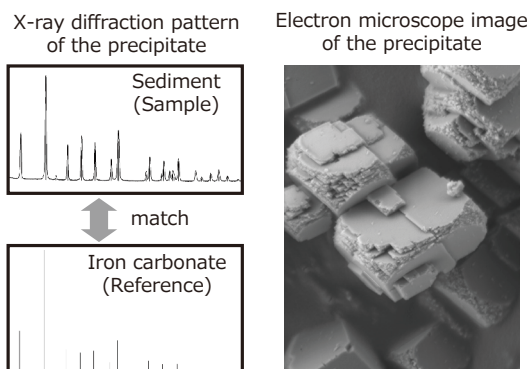 X-ray diffraction pattern
of the precipitate
Sediment
(Sample)
match
Iron carbonate
(Reference)
Electron microscope image
of the precipitate